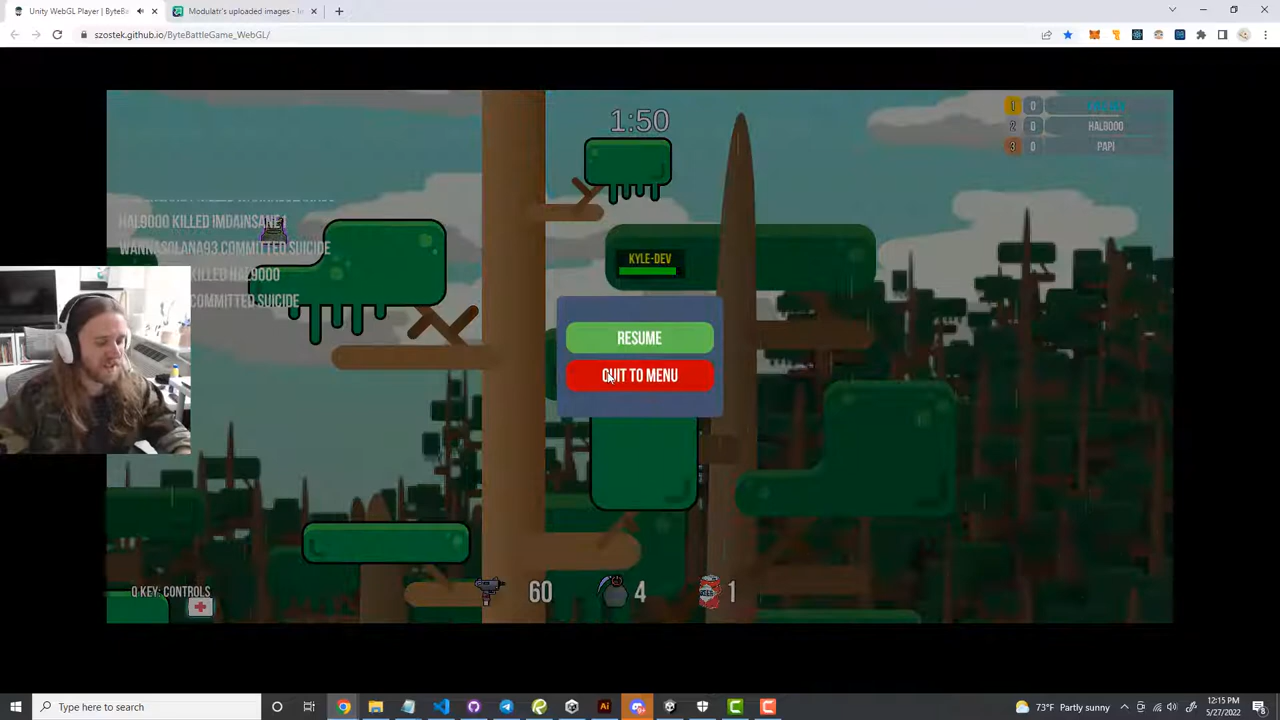 Unity WebGL Player | ByteBa
Modulatr's uploaded images - I
szostek.github.io/ByteBattleGame_WebGL/
1:50
1 0
2 0 HAL9000
3 0 PAPI
HAL9000 KILLED IMDAINSANE1
WANNASOLANA93 COMMITTED SUICIDE
KILLED HAL9000
COMMITTED SUICIDE
KYLE-DEV
RESUME
QUIT TO MENU
Q KEY: CONTROLS
60
4
1
Type here to search
73°F Partly sunny
12:15 PM
5/27/2022